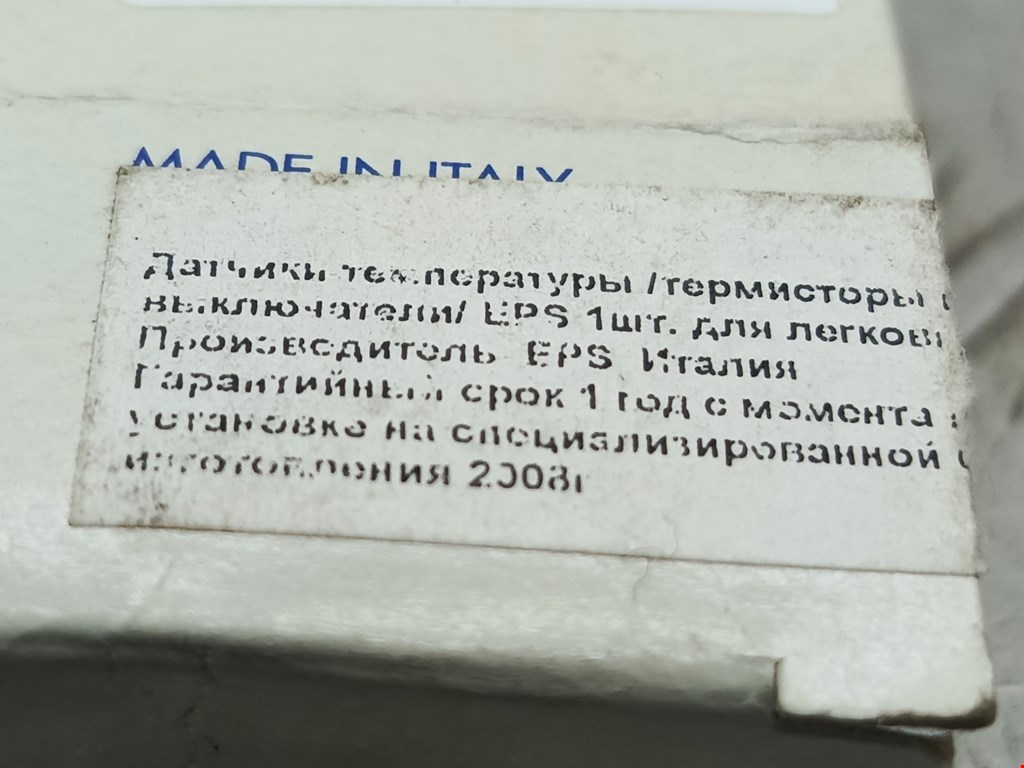 MADE IN ITALY
Датчики температуры /термисторы
выключатели/ EPS 1шт. для
Производитель EPS Италия
Гарантийный срок 1 год с момента
установке на специализированной
изготовления 2008г